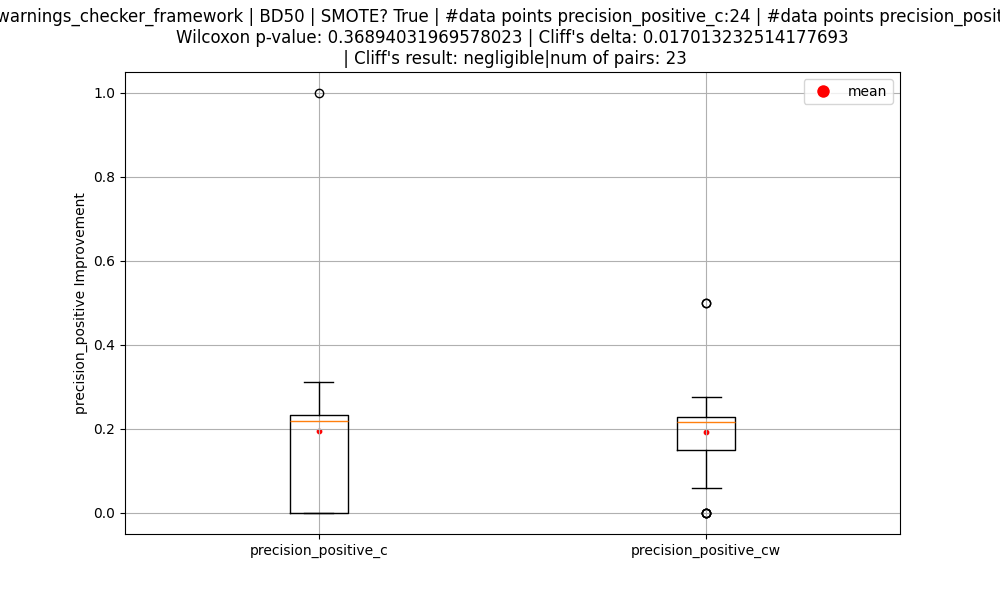 warnings_checker_framework | BD50 | SMOTE? True | #data points precision_positive_c:24 | #data points precision_posit
Wilcoxon p-value: 0.36894031969578023 | Cliff's delta: 0.017013232514177693
| Cliff's result: negligible|num of pairs: 23
mean
1.0
0.8
0.6
0.4
0.2
0.0
precision_positive Improvement
precision_positive_c
precision_positive_cw